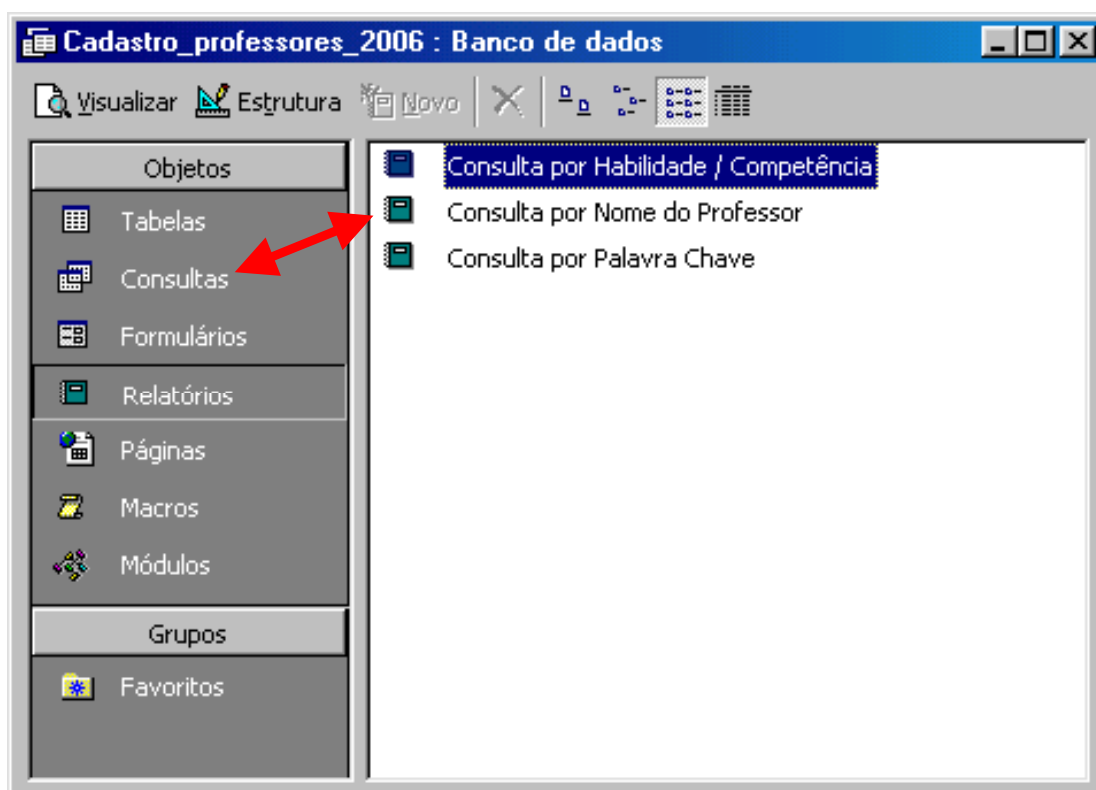 Cadastro_professores_2006 : Banco de dados
Visualizar Estrutura Novo
Objetos
Tabelas
Consultas
Formulários
Relatórios
Páginas
Macros
Módulos
Grupos
Favoritos
Consulta por Habilidade / Competência
Consulta por Nome do Professor
Consulta por Palavra Chave